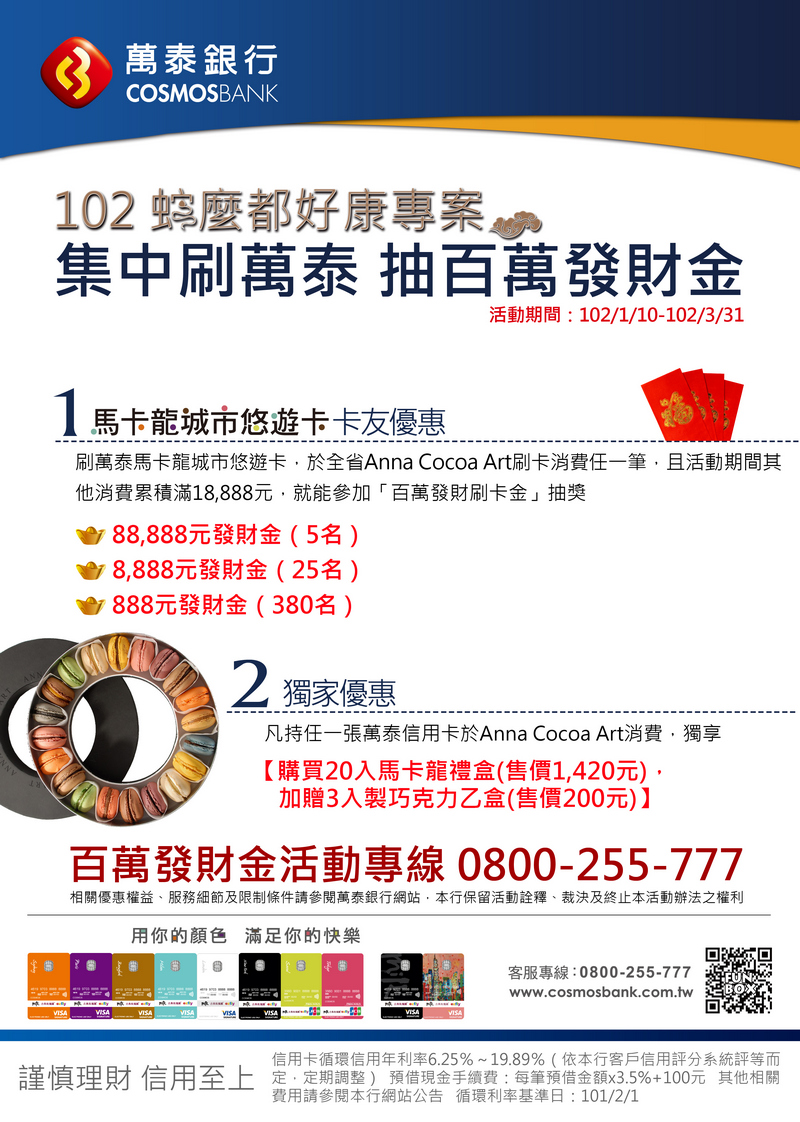 萬泰銀行
COSMOSBANK
102 蛇麼都好康專案
集中刷萬泰 抽百萬發財金
活動期間：102/1/10-102/3/31
1 馬卡龍城市悠遊卡 卡友優惠
刷萬泰馬卡龍城市悠遊卡，於全省Anna Cocoa Art刷卡消費任一筆，且活動期間其
他消費累積滿18,888元，就能參加「百萬發財刷卡金」抽獎
88,888元發財金（5名）
8,888元發財金（25名）
888元發財金（380名）
2 獨家優惠
凡持任一張萬泰信用卡於Anna Cocoa Art消費，獨享
【購買20入馬卡龍禮盒(售價1,420元)，
加贈3入製巧克力乙盒(售價200元)】
百萬發財金活動專線 0800-255-777
相關優惠權益、服務細節及限制條件請參閱萬泰銀行網站，本行保留活動詮釋、裁決及終止本活動辦法之權利
用你的顏色 滿足你的快樂
客服專線：0800-255-777
www.cosmosbank.com.tw
FUNK
BOX
VISA
VISA
VISA
VISA
VISA
VISA
JCB
JCB
VISA
VISA
謹慎理財 信用至上
信用卡循環信用年利率6.25%～19.89%（依本行客戶信用評分系統評等而
定，定期調整） 預借現金手續費：每筆預借金額x3.5%+100元 其他相關
費用請參閱本行網站公告 循環利率基準日：101/2/1